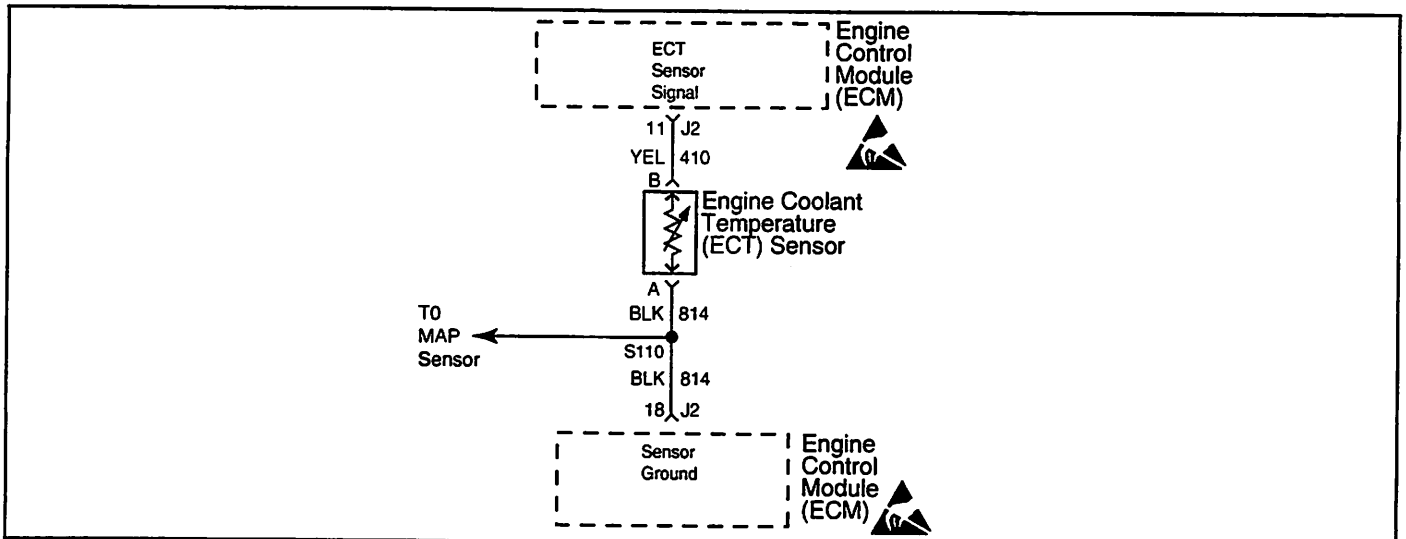 ECT
Sensor
Signal
Engine
Control
Module
(ECM)
11 J2
YEL 410
B
Engine Coolant
Temperature
(ECT) Sensor
A
BLK 814
T0
MAP
Sensor
S110
BLK 814
18 J2
Sensor
Ground
Engine
Control
Module
(ECM)